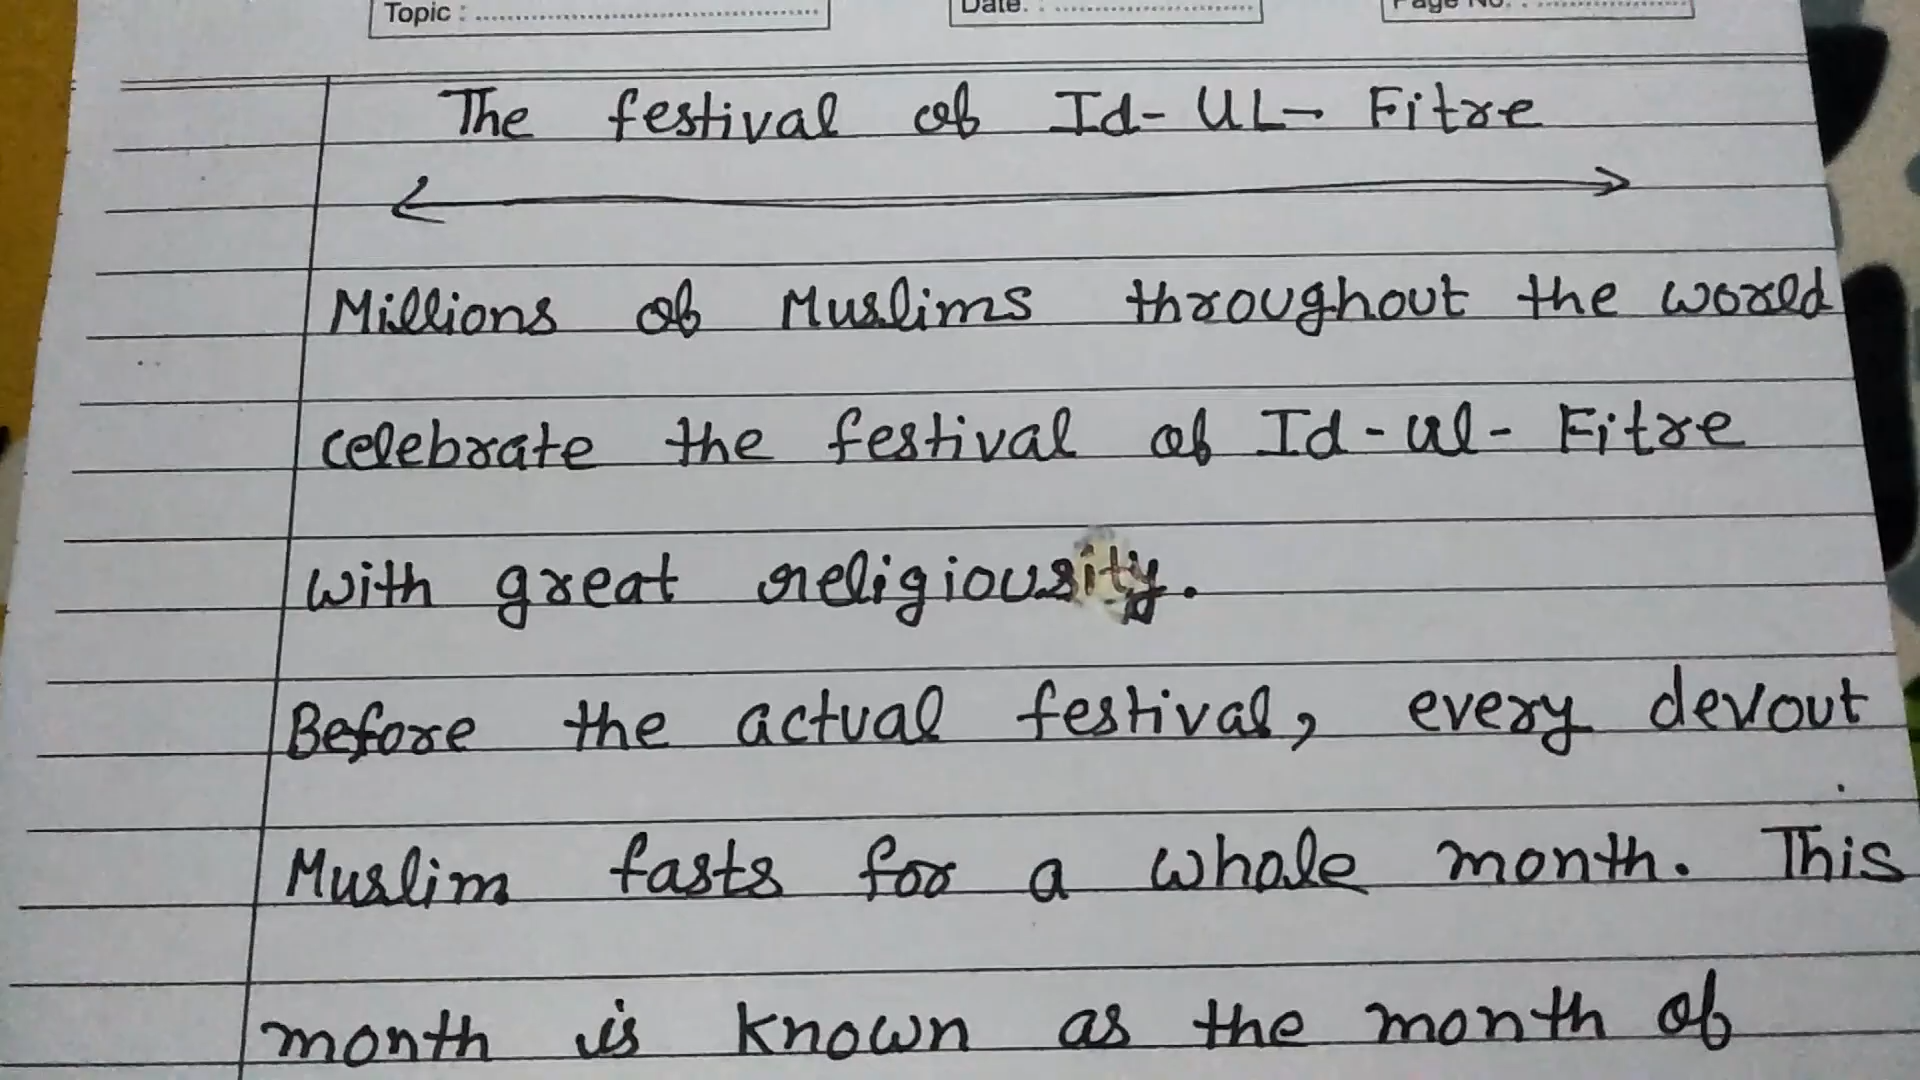 Topic : Date. : Page No. :
The festival of Id-UL-Fitre
Millions of Muslims throughout the world
celebrate the festival of Id-ul-Fitre
with great religiousity.
Before the actual festival, every devout
Muslim fasts for a whole month. This
month is known as the month of